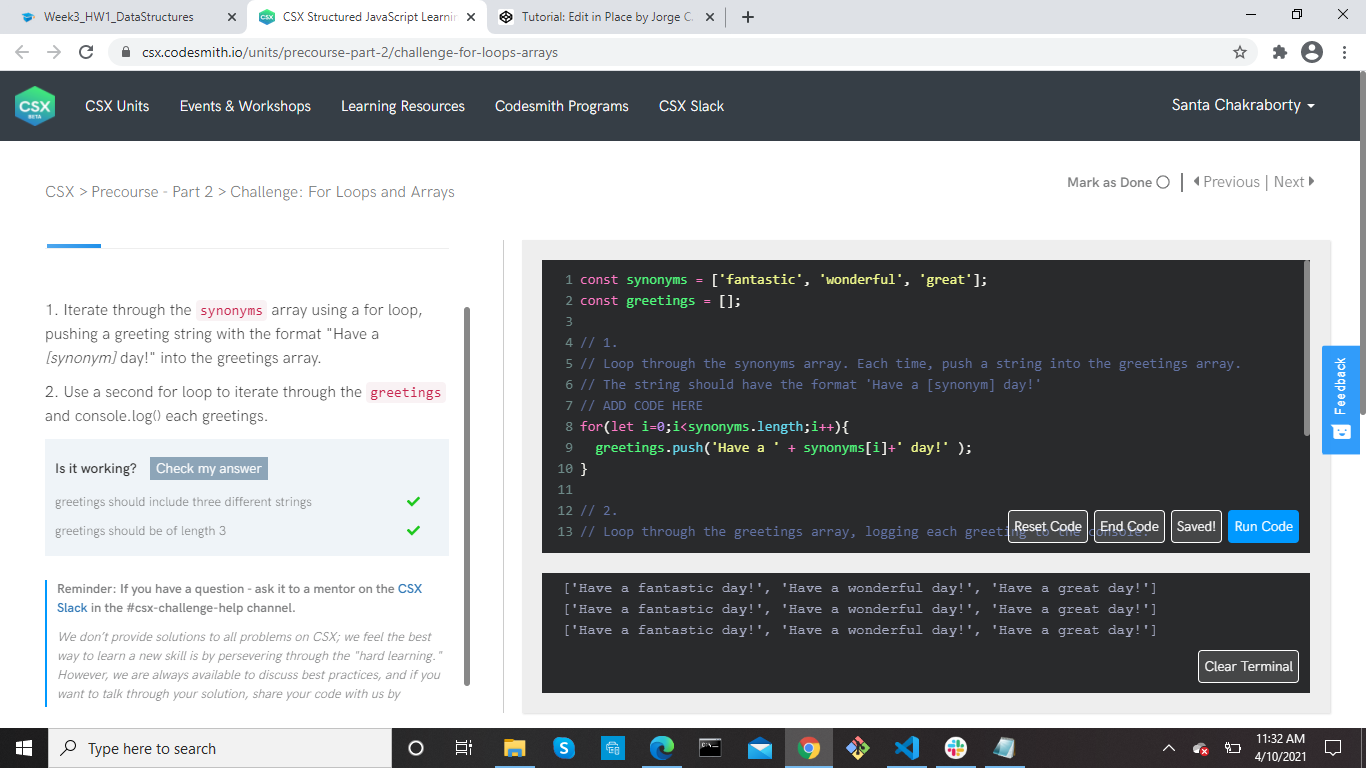 Week3_HW1_DataStructures
CSX Structured JavaScript Learnin
Tutorial: Edit in Place by Jorge C
csx.codesmith.io/units/precourse-part-2/challenge-for-loops-arrays
CSX
BETA
CSX Units
Events & Workshops
Learning Resources
Codesmith Programs
CSX Slack
Santa Chakraborty
CSX > Precourse - Part 2 > Challenge: For Loops and Arrays
Mark as Done
Previous | Next
1. Iterate through the synonyms array using a for loop,
pushing a greeting string with the format "Have a
[synonym] day!" into the greetings array.
2. Use a second for loop to iterate through the greetings
and console.log() each greetings.
Is it working? Check my answer
greetings should include three different strings
greetings should be of length 3
Reminder: If you have a question - ask it to a mentor on the CSX
Slack in the #csx-challenge-help channel.
We don't provide solutions to all problems on CSX; we feel the best
way to learn a new skill is by persevering through the "hard learning."
However, we are always available to discuss best practices, and if you
want to talk through your solution, share your code with us by
1 const synonyms = ['fantastic', 'wonderful', 'great'];
2 const greetings = [];
3
4 // 1.
5 // Loop through the synonyms array. Each time, push a string into the greetings array.
6 // The string should have the format 'Have a [synonym] day!'
7 // ADD CODE HERE
8 for(let i=0;i<synonyms.length;i++){
9 greetings.push('Have a ' + synonyms[i]+' day!' );
10 }
11
12 // 2.
13 // Loop through the greetings array, logging each greeting to the console.
Reset Code
End Code
Saved!
Run Code
['Have a fantastic day!', 'Have a wonderful day!', 'Have a great day!']
['Have a fantastic day!', 'Have a wonderful day!', 'Have a great day!']
['Have a fantastic day!', 'Have a wonderful day!', 'Have a great day!']
Clear Terminal
Feedback
Type here to search
11:32 AM
4/10/2021